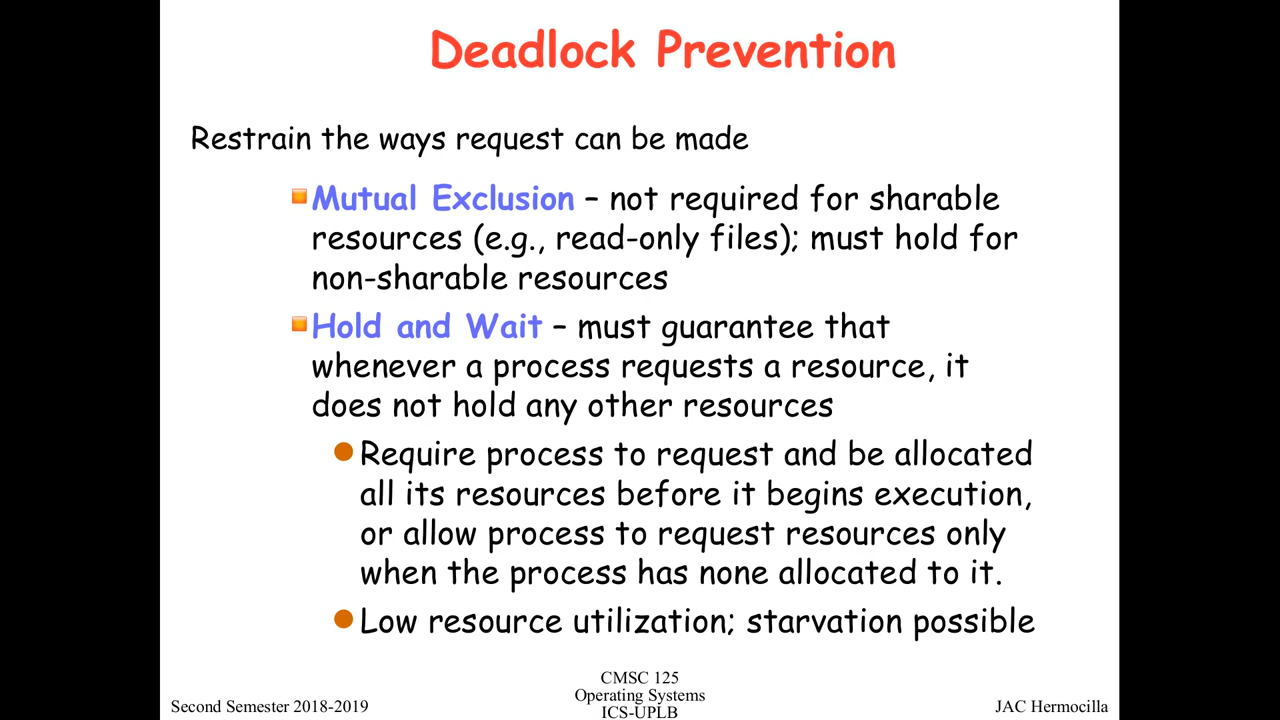 Deadlock Prevention
Restrain the ways request can be made
Mutual Exclusion – not required for sharable
resources (e.g., read-only files); must hold for
non-sharable resources
Hold and Wait – must guarantee that
whenever a process requests a resource, it
does not hold any other resources
Require process to request and be allocated
all its resources before it begins execution,
or allow process to request resources only
when the process has none allocated to it.
Low resource utilization; starvation possible
Second Semester 2018-2019
CMSC 125
Operating Systems
ICS-UPLB
JAC Hermocilla